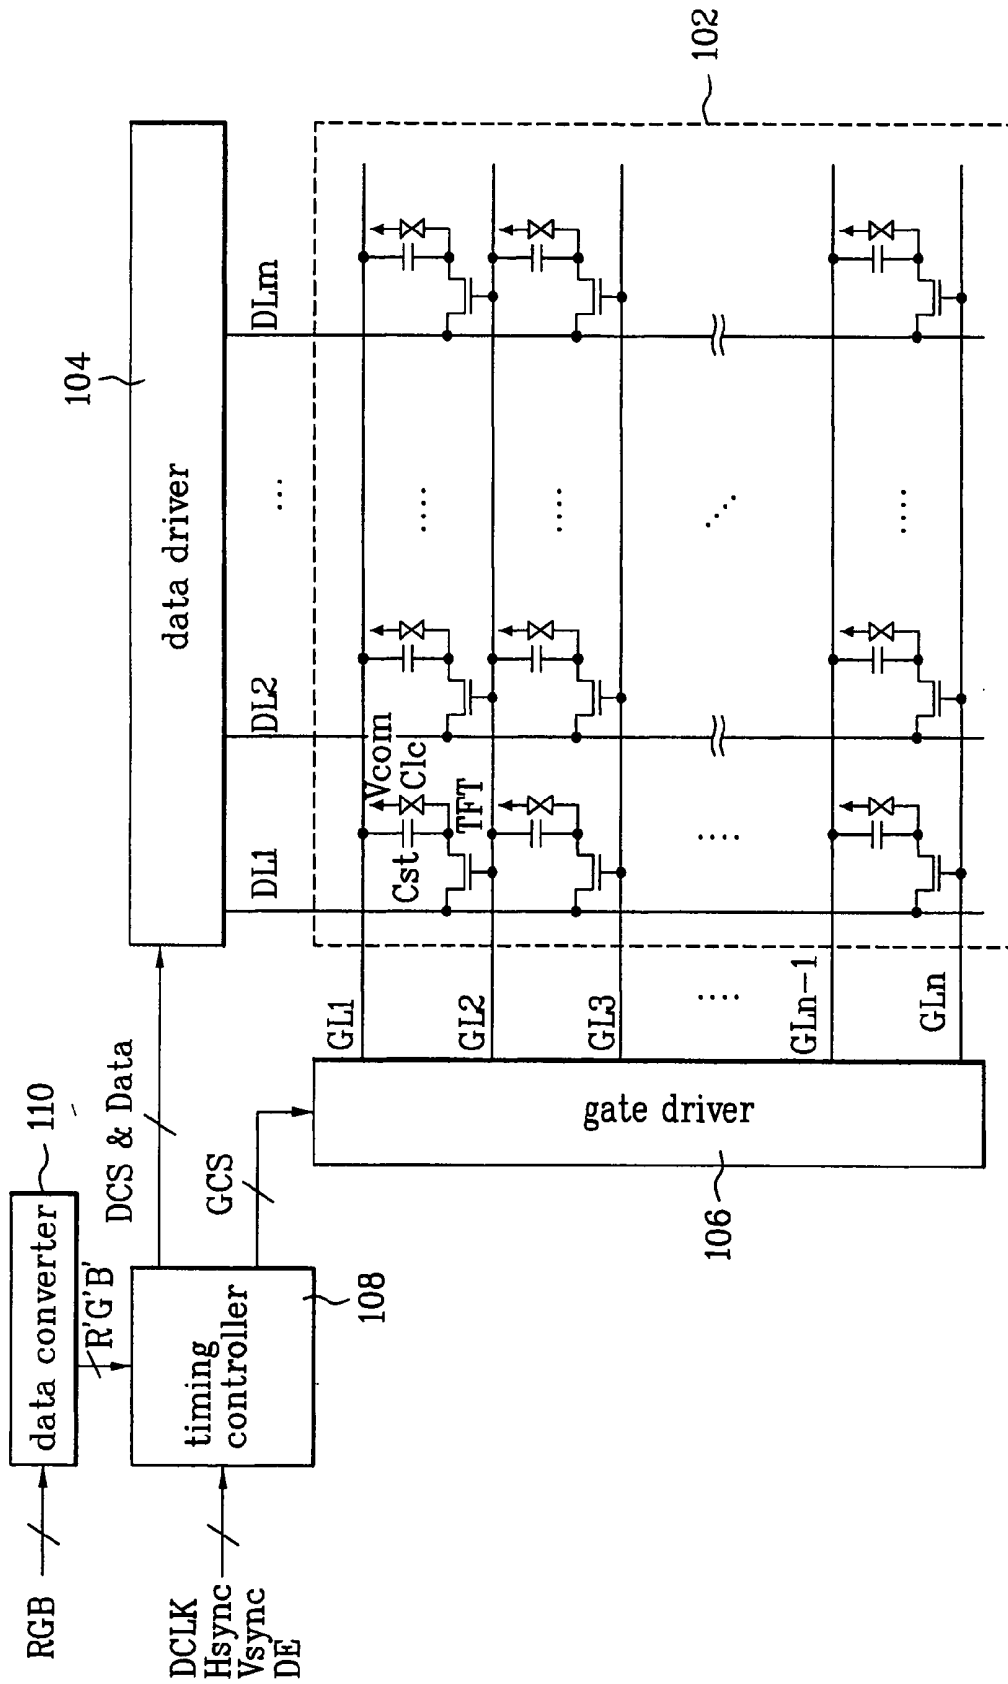 RGB
data converter
110
R'G'B'
DCLK
Hsync
Vsync
DE
timing
controller
108
DCS & Data
GCS
data driver
104
gate driver
106
DL1
DL2
...
DLm
102
GL1
Vcom
Clc
Cst
TFT
....
GL2
....
GL3
....
....
GLn-1
....
GLn